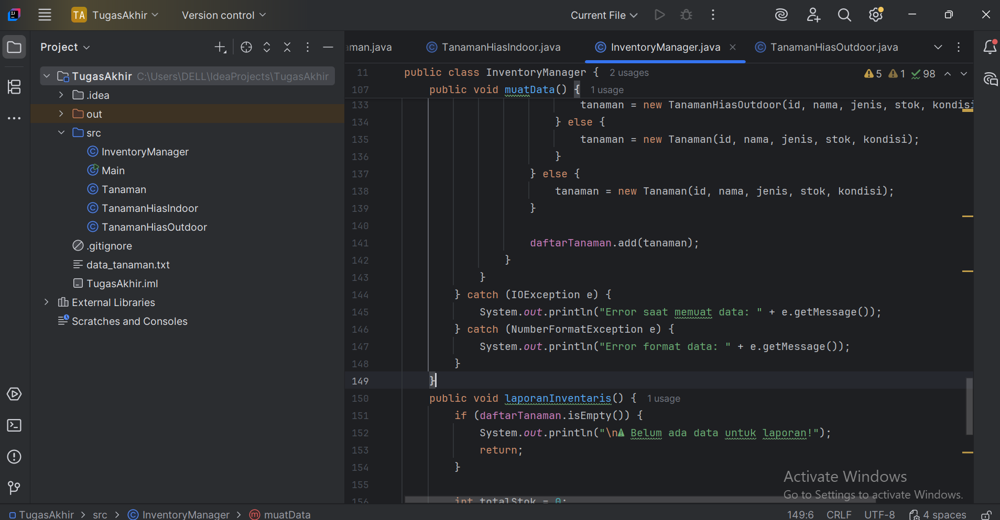 TA TugasAkhir Version control Current File
Project
TugasAkhir C:\Users\DELL\IdeaProjects\TugasAkhir
.idea
out
src
InventoryManager
Main
Tanaman
TanamanHiasIndoor
TanamanHiasOutdoor
.gitignore
data_tanaman.txt
TugasAkhir.iml
External Libraries
Scratches and Consoles
aman.java TanamanHiasIndoor.java InventoryManager.java TanamanHiasOutdoor.java
5 1 98
11 public class InventoryManager { 2 usages
107 public void muatData() { 1 usage
133 tanaman = new TanamanHiasOutdoor(id, nama, jenis, stok, kondisi
134 } else {
135 tanaman = new Tanaman(id, nama, jenis, stok, kondisi);
136 }
137 } else {
138 tanaman = new Tanaman(id, nama, jenis, stok, kondisi);
139 }
140
141 daftarTanaman.add(tanaman);
142 }
143 }
144 } catch (IOException e) {
145 System.out.println("Error saat memuat data: " + e.getMessage());
146 } catch (NumberFormatException e) {
147 System.out.println("Error format data: " + e.getMessage());
148 }
149 }
150 public void laporanInventaris() { 1 usage
151 if (daftarTanaman.isEmpty()) {
152 System.out.println("\n⚠ Belum ada data untuk laporan!");
153 return;
154 }
155
156 int totalStok = 0;
Activate Windows
Go to Settings to activate Windows.
TugasAkhir > src > InventoryManager > muatData 149:6 CRLF UTF-8 4 spaces